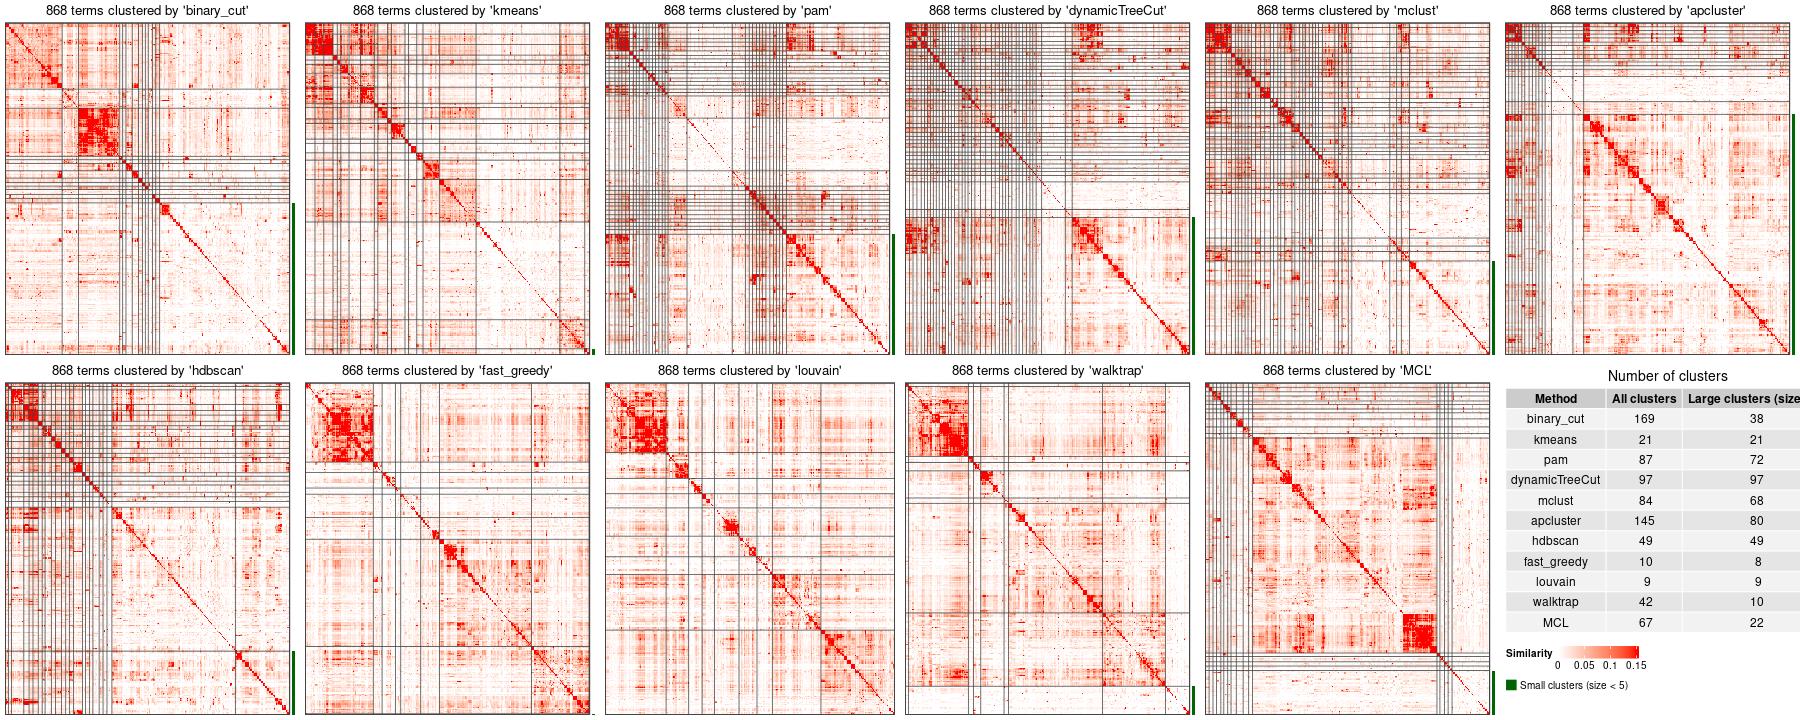 868 terms clustered by 'binary_cut'
868 terms clustered by 'kmeans'
868 terms clustered by 'pam'
868 terms clustered by 'dynamicTreeCut'
868 terms clustered by 'mclust'
868 terms clustered by 'apcluster'
868 terms clustered by 'hdbscan'
868 terms clustered by 'fast_greedy'
868 terms clustered by 'louvain'
868 terms clustered by 'walktrap'
868 terms clustered by 'MCL'
Number of clusters
Method All clusters Large clusters (size
binary_cut 169 38
kmeans 21 21
pam 87 72
dynamicTreeCut 97 97
mclust 84 68
apcluster 145 80
hdbscan 49 49
fast_greedy 10 8
louvain 9 9
walktrap 42 10
MCL 67 22
Similarity
0 0.05 0.1 0.15
Small clusters (size < 5)